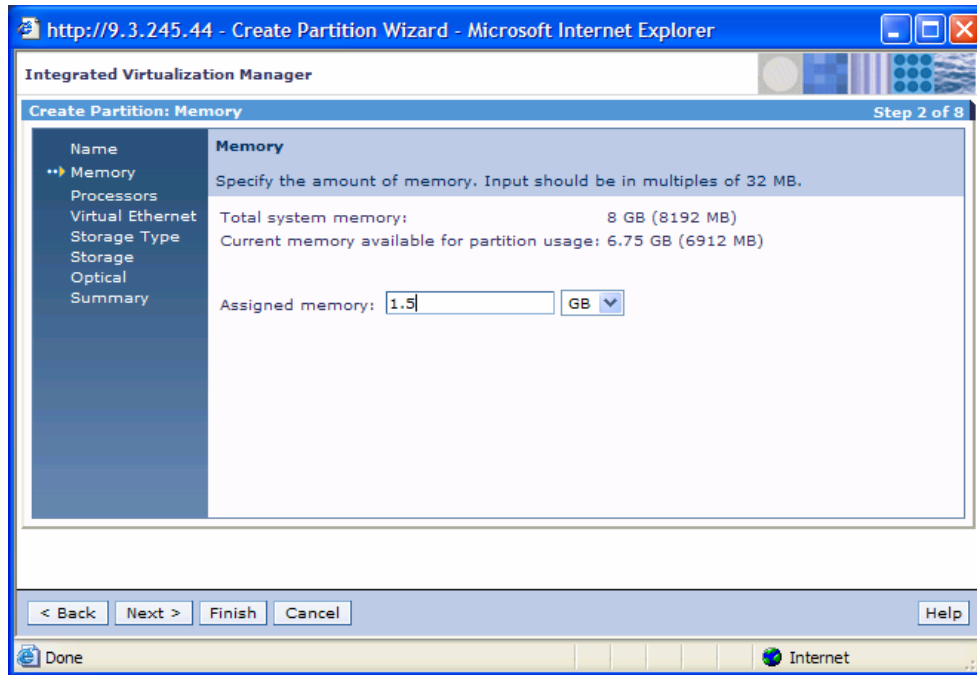 http://9.3.245.44 - Create Partition Wizard - Microsoft Internet Explorer
Integrated Virtualization Manager
Create Partition: Memory Step 2 of 8
Name
Memory
Processors
Virtual Ethernet
Storage Type
Storage
Optical
Summary
Memory
Specify the amount of memory. Input should be in multiples of 32 MB.
Total system memory: 8 GB (8192 MB)
Current memory available for partition usage: 6.75 GB (6912 MB)
Assigned memory: 1.5 GB
< Back Next > Finish Cancel Help
Done Internet